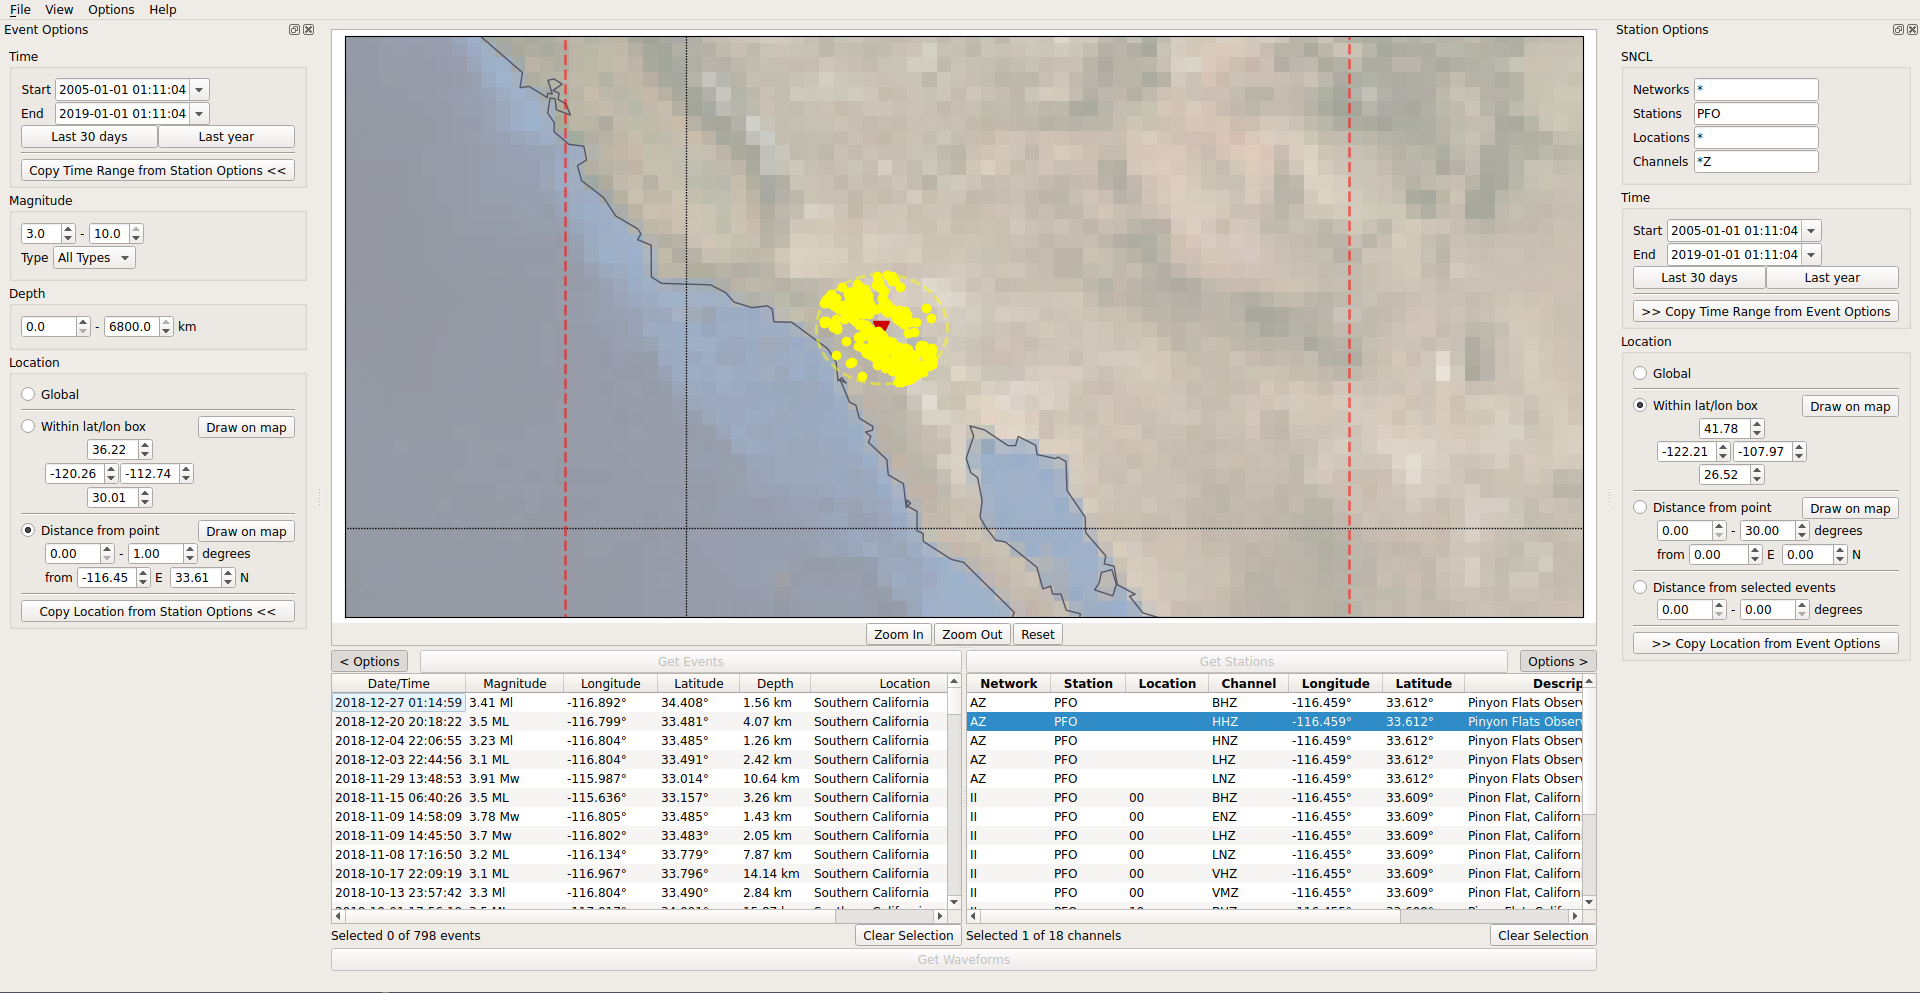 File View Options Help
Event Options
Time
Start 2005-01-01 01:11:04
End 2019-01-01 01:11:04
Last 30 days Last year
Copy Time Range from Station Options <<
Magnitude
3.0 - 10.0
Type All Types
Depth
0.0 - 6800.0 km
Location
Global
Within lat/lon box Draw on map
36.22
-120.26 -112.74
30.01
Distance from point Draw on map
0.00 - 1.00 degrees
from -116.45 E 33.61 N
Copy Location from Station Options <<
Zoom In Zoom Out Reset
< Options Get Events
Date/Time Magnitude Longitude Latitude Depth Location
2018-12-27 01:14:59 3.41 Ml -116.892° 34.408° 1.56 km Southern California
2018-12-20 20:18:22 3.5 ML -116.799° 33.481° 4.07 km Southern California
2018-12-04 22:06:55 3.23 Ml -116.804° 33.485° 1.26 km Southern California
2018-12-03 22:44:56 3.1 ML -116.804° 33.491° 2.42 km Southern California
2018-11-29 13:48:53 3.91 Mw -115.987° 33.014° 10.64 km Southern California
2018-11-15 06:40:26 3.5 ML -115.636° 33.157° 3.26 km Southern California
2018-11-09 14:58:09 3.78 Mw -116.805° 33.485° 1.43 km Southern California
2018-11-09 14:45:50 3.7 Mw -116.802° 33.483° 2.05 km Southern California
2018-11-08 17:16:50 3.2 ML -116.134° 33.779° 7.87 km Southern California
2018-10-17 22:09:19 3.1 ML -116.967° 33.796° 14.14 km Southern California
2018-10-13 23:57:42 3.3 Ml -116.804° 33.490° 2.84 km Southern California
Selected 0 of 798 events Clear Selection
Get Stations Options >
Network Station Location Channel Longitude Latitude Descrip
AZ PFO BHZ -116.459° 33.612° Pinyon Flats Observ
AZ PFO HHZ -116.459° 33.612° Pinyon Flats Observ
AZ PFO HNZ -116.459° 33.612° Pinyon Flats Observ
AZ PFO LHZ -116.459° 33.612° Pinyon Flats Observ
AZ PFO LNZ -116.459° 33.612° Pinyon Flats Observ
II PFO 00 BHZ -116.455° 33.609° Pinon Flat, Californ
II PFO 00 ENZ -116.455° 33.609° Pinon Flat, Californ
II PFO 00 LHZ -116.455° 33.609° Pinon Flat, Californ
II PFO 00 LNZ -116.455° 33.609° Pinon Flat, Californ
II PFO 00 VHZ -116.455° 33.609° Pinon Flat, Californ
II PFO 00 VMZ -116.455° 33.609° Pinon Flat, Californ
Selected 1 of 18 channels Clear Selection
Get Waveforms
Station Options
SNCL
Networks *
Stations PFO
Locations *
Channels *Z
Time
Start 2005-01-01 01:11:04
End 2019-01-01 01:11:04
Last 30 days Last year
>> Copy Time Range from Event Options
Location
Global
Within lat/lon box Draw on map
41.78
-122.21 -107.97
26.52
Distance from point Draw on map
0.00 - 30.00 degrees
from 0.00 E 0.00 N
Distance from selected events
0.00 - 0.00 degrees
>> Copy Location from Event Options